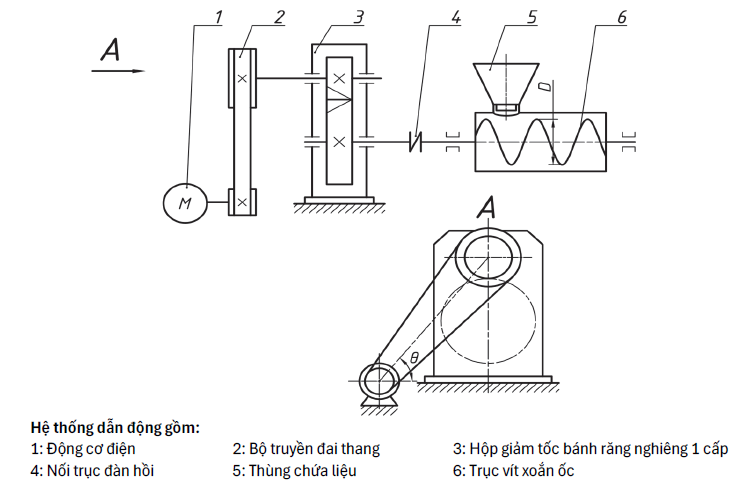 1 2 3 4 5 6
A
D
M
A
θ
Hệ thống dẫn động gồm:
1: Động cơ điện 2: Bộ truyền đai thang 3: Hộp giảm tốc bánh răng nghiêng 1 cấp
4: Nối trục đàn hồi 5: Thùng chứa liệu 6: Trục vít xoắn ốc